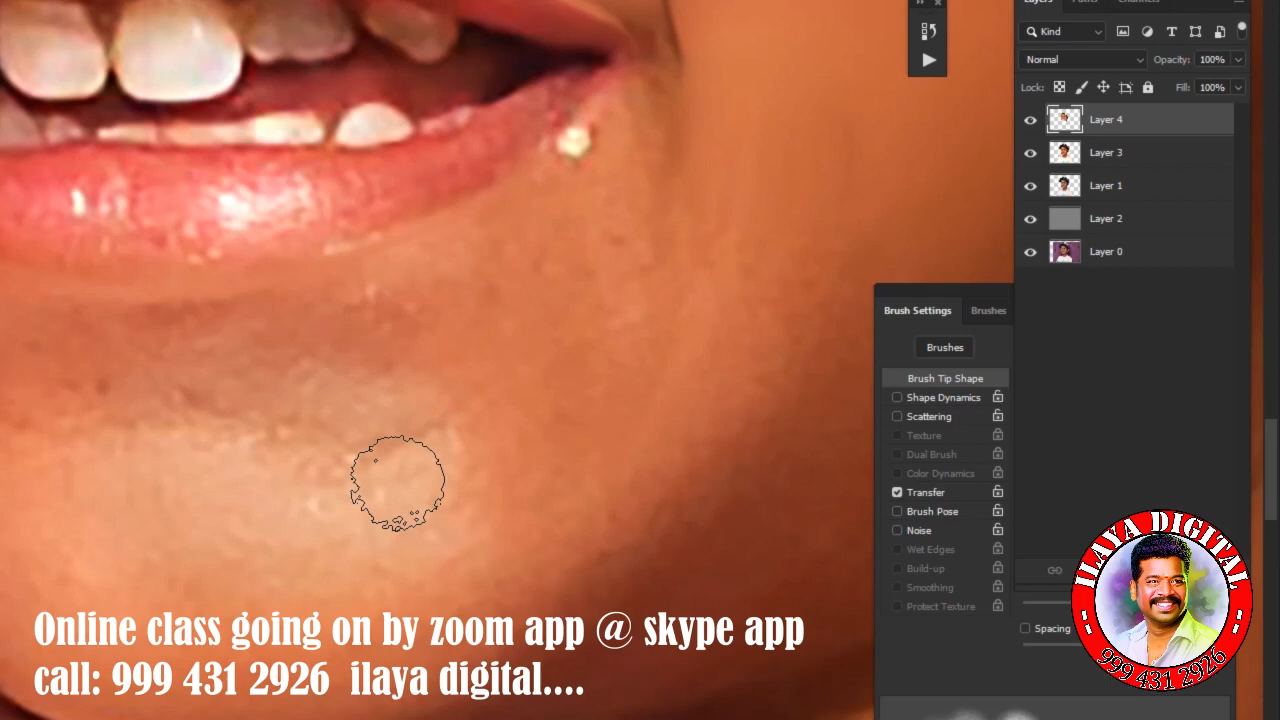 Layers Paths Channels
Kind
Normal Opacity: 100%
Lock: Fill: 100%
Layer 4
Layer 3
Layer 1
Layer 2
Layer 0
Brush Settings Brushes
Brushes
Brush Tip Shape
Shape Dynamics
Scattering
Texture
Dual Brush
Color Dynamics
Transfer
Brush Pose
Noise
Wet Edges
Build-up
Smoothing
Protect Texture
Spacing
ILAYA DIGITAL
999 431 2926
Online class going on by zoom app @ skype app
call: 999 431 2926 ilaya digital....